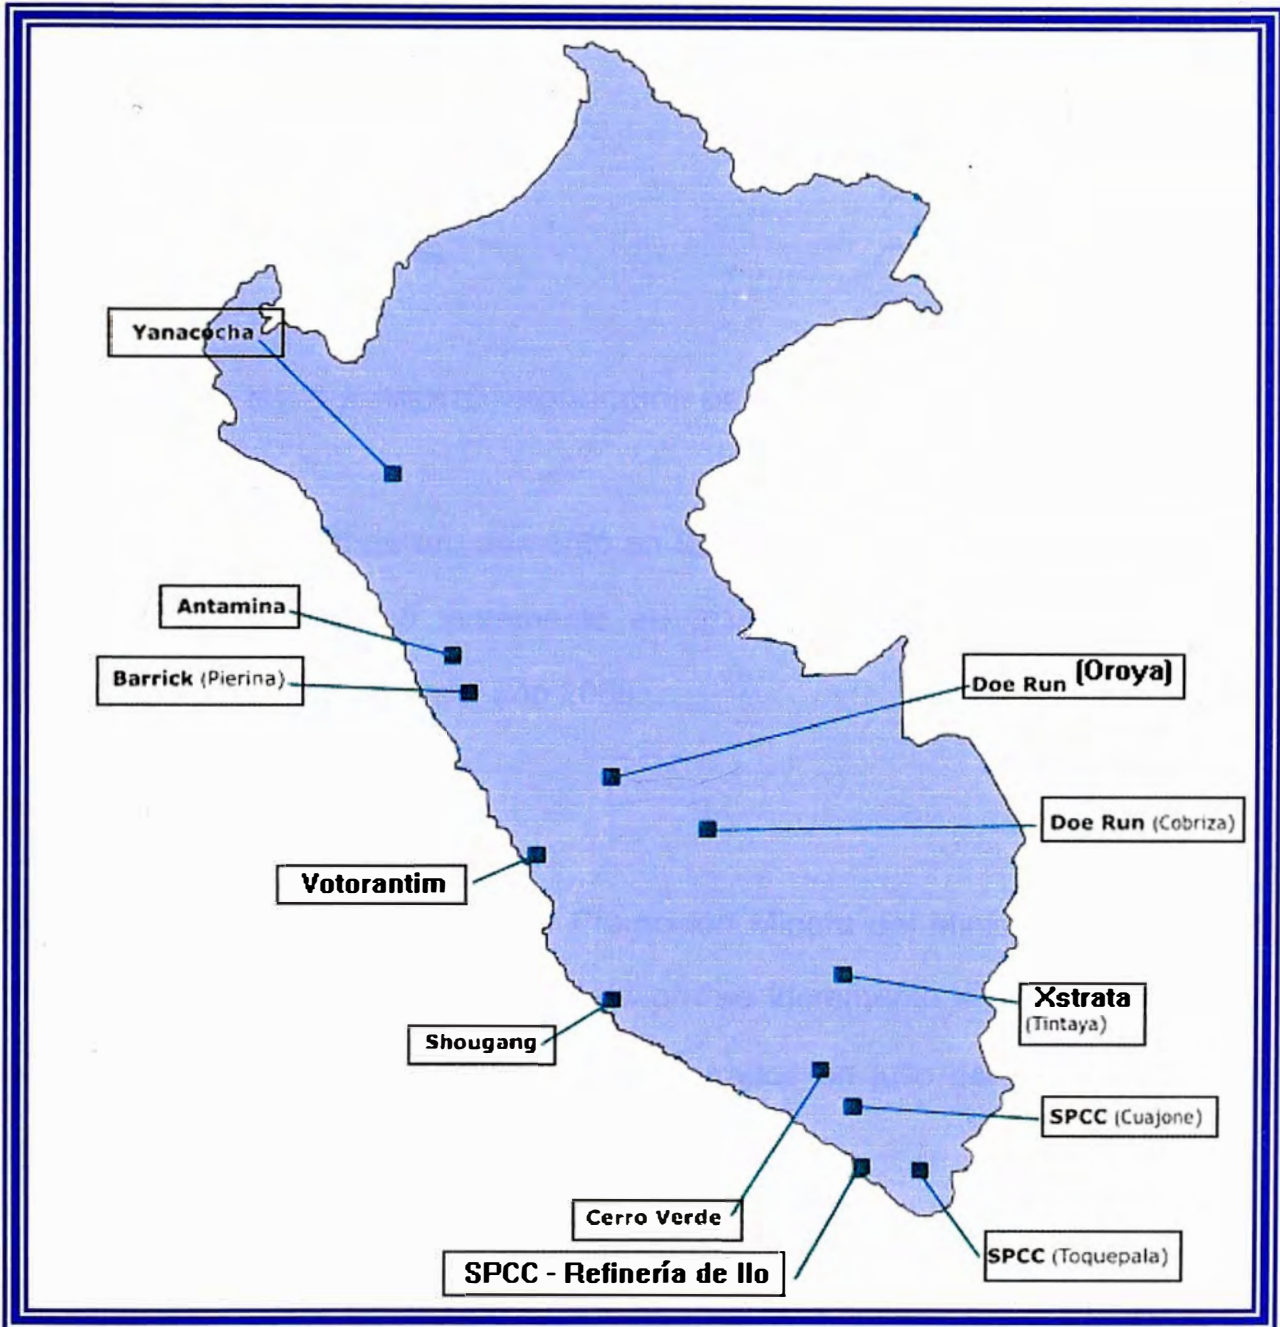 Yanacocha
Antamina
Barrick (Pierina)
Doe Run (Oroya)
Doe Run (Cobriza)
Votorantim
Xstrata
(Tintaya)
Shougang
SPCC (Cuajone)
Cerro Verde
SPCC (Toquepala)
SPCC - Refinería de Ilo